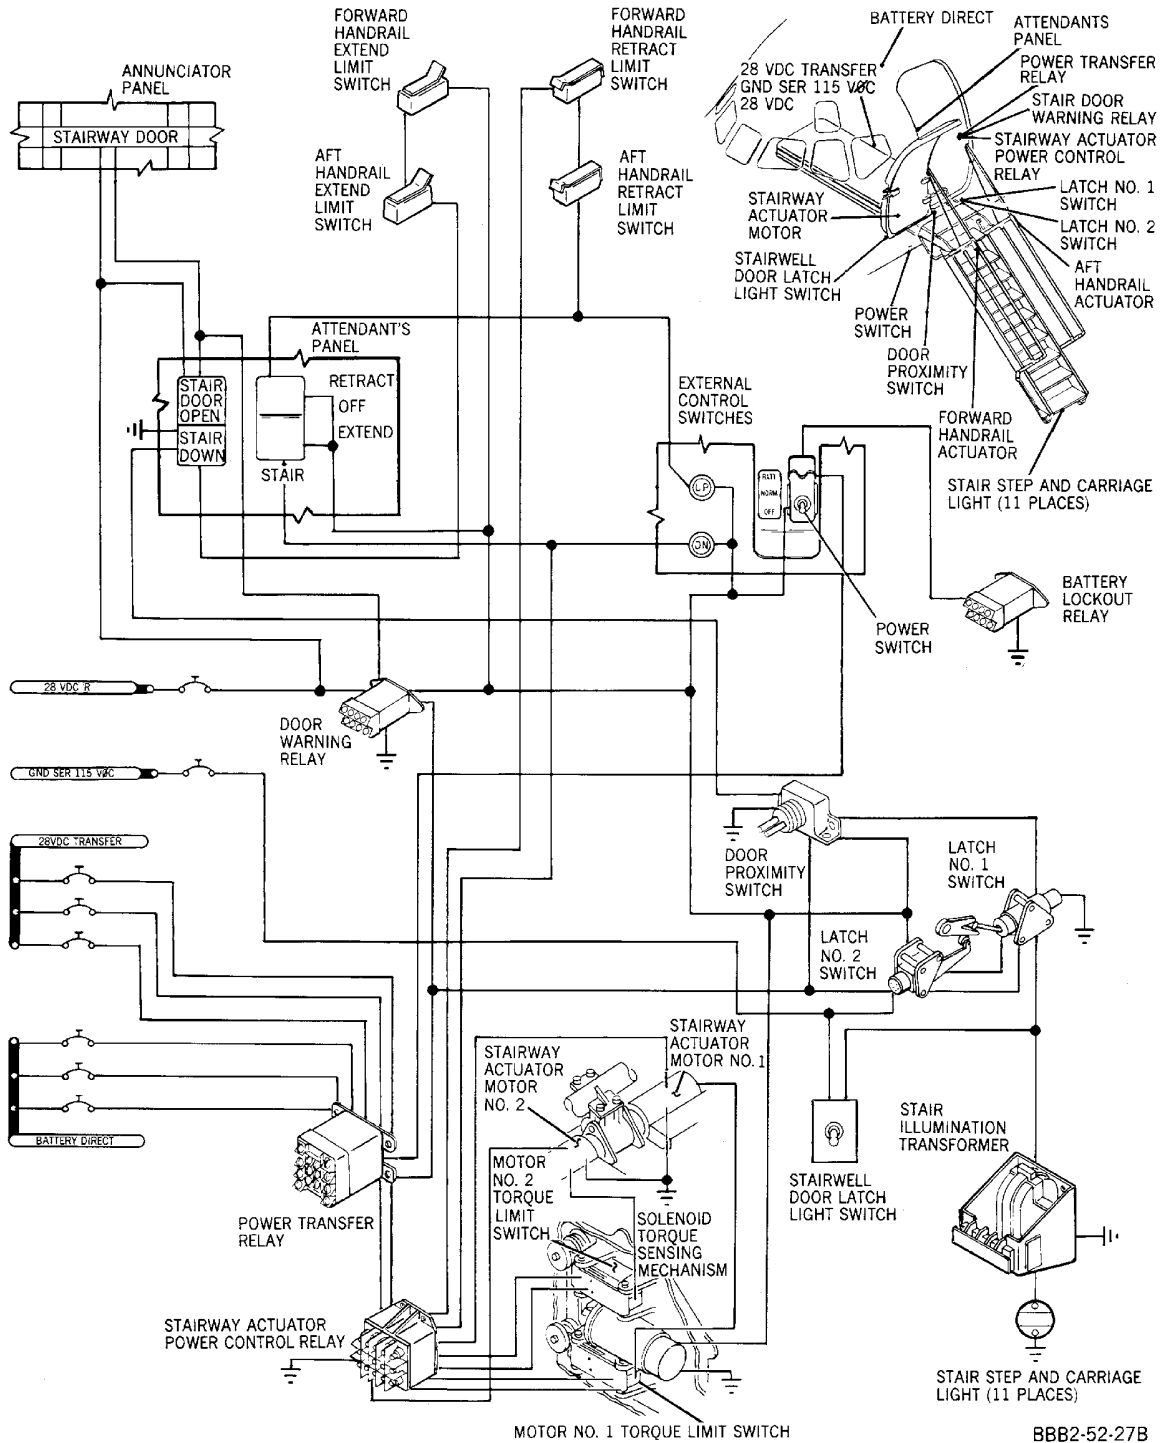 FORWARD
HANDRAIL
EXTEND
LIMIT
SWITCH
FORWARD
HANDRAIL
RETRACT
LIMIT
SWITCH
BATTERY DIRECT
ATTENDANTS
PANEL
28 VDC TRANSFER
GND SER 115 VØC
28 VDC
POWER TRANSFER
RELAY
STAIR DOOR
WARNING RELAY
STAIRWAY ACTUATOR
POWER CONTROL
RELAY
LATCH NO. 1
SWITCH
LATCH NO. 2
SWITCH
AFT
HANDRAIL
ACTUATOR
STAIRWAY
ACTUATOR
MOTOR
STAIRWELL
DOOR LATCH
LIGHT SWITCH
POWER
SWITCH
DOOR
PROXIMITY
SWITCH
FORWARD
HANDRAIL
ACTUATOR
STAIR STEP AND CARRIAGE
LIGHT (11 PLACES)
ANNUNCIATOR
PANEL
STAIRWAY DOOR
AFT
HANDRAIL
EXTEND
LIMIT
SWITCH
AFT
HANDRAIL
RETRACT
LIMIT
SWITCH
ATTENDANT'S
PANEL
STAIR
DOOR
OPEN
STAIR
DOWN
RETRACT
OFF
EXTEND
STAIR
EXTERNAL
CONTROL
SWITCHES
UP
ON
BATT
NORM
OFF
POWER
SWITCH
BATTERY
LOCKOUT
RELAY
28 VDC R
DOOR
WARNING
RELAY
GND SER 115 VØC
28VDC TRANSFER
DOOR
PROXIMITY
SWITCH
LATCH
NO. 1
SWITCH
LATCH
NO. 2
SWITCH
BATTERY DIRECT
STAIRWAY
ACTUATOR
MOTOR
NO. 2
STAIRWAY
ACTUATOR
MOTOR NO. 1
MOTOR
NO. 2
TORQUE
LIMIT
SWITCH
SOLENOID
TORQUE
SENSING
MECHANISM
STAIRWELL
DOOR LATCH
LIGHT SWITCH
STAIR
ILLUMINATION
TRANSFORMER
POWER TRANSFER
RELAY
STAIRWAY ACTUATOR
POWER CONTROL RELAY
STAIR STEP AND CARRIAGE
LIGHT (11 PLACES)
MOTOR NO. 1 TORQUE LIMIT SWITCH
BBB2-52-27B